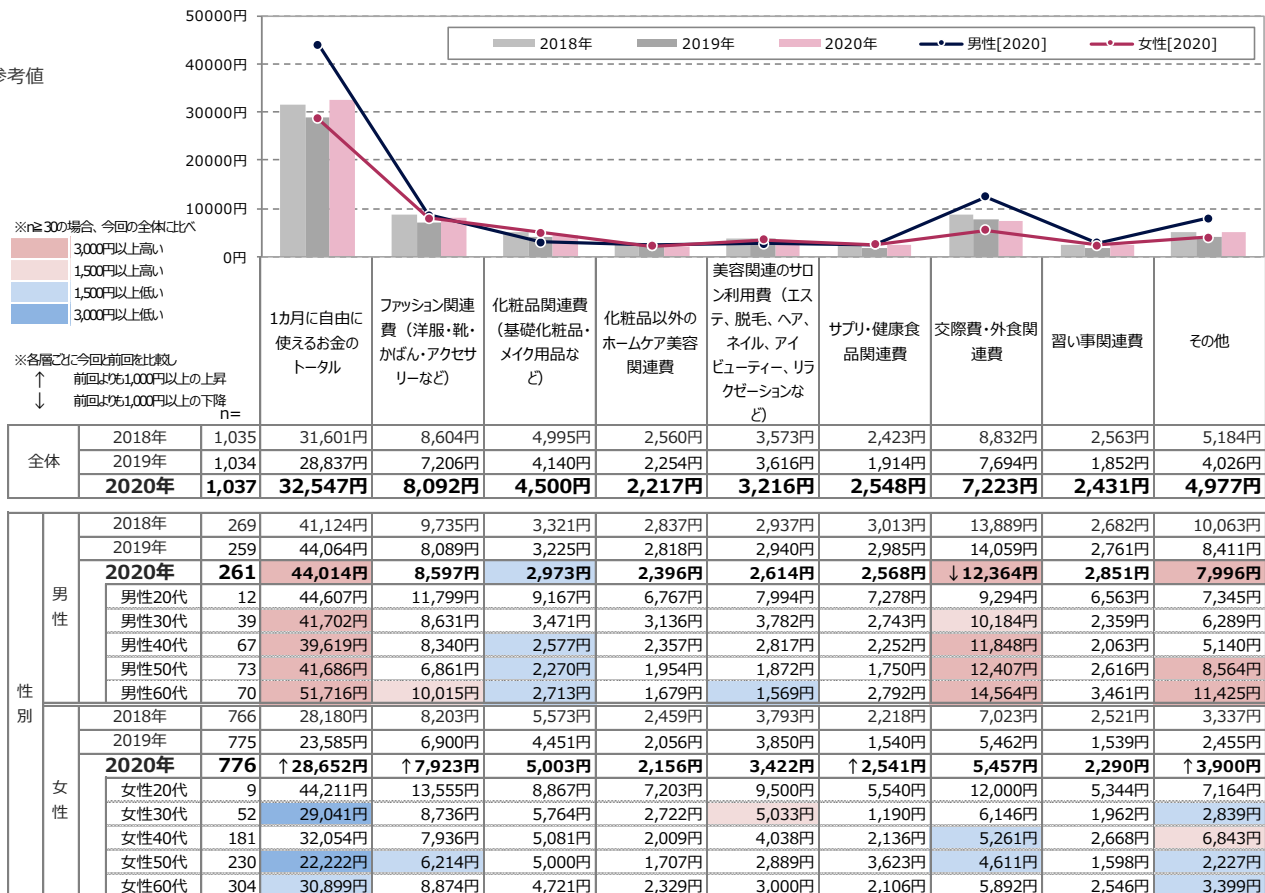 50000円
40000円
30000円
20000円
10000円
0円
2018年 2019年 2020年 男性[2020] 女性[2020]
参考値
※n≧30の場合、今回の全体に比べ
3,000円以上高い
1,500円以上高い
1,500円以上低い
3,000円以上低い
※各層ごとに今回と前回を比較し
↑ 前回よりも1,000円以上の上昇
↓ 前回よりも1,000円以上の下降
n=
1カ月に自由に
使えるお金の
トータル
ファッション関連
費(洋服・靴・
かばん・アクセサ
リーなど)
化粧品関連費
(基礎化粧品・
メイク用品な
ど)
化粧品以外の
ホームケア美容
関連費
美容関連のサロ
ン利用費(エス
テ、脱毛、ヘア、
ネイル、アイ
ビューティー、リラ
クゼーションな
ど)
サプリ・健康食
品関連費
交際費・外食関
連費
習い事関連費
その他
全体
2018年 1,035 31,601円 8,604円 4,995円 2,560円 3,573円 2,423円 8,832円 2,563円 5,184円
2019年 1,034 28,837円 7,206円 4,140円 2,254円 3,616円 1,914円 7,694円 1,852円 4,026円
2020年 1,037 32,547円 8,092円 4,500円 2,217円 3,216円 2,548円 7,223円 2,431円 4,977円
性別
男性
2018年 269 41,124円 9,735円 3,321円 2,837円 2,937円 3,013円 13,889円 2,682円 10,063円
2019年 259 44,064円 8,089円 3,225円 2,818円 2,940円 2,985円 14,059円 2,761円 8,411円
2020年 261 44,014円 8,597円 2,973円 2,396円 2,614円 2,568円 ↓12,364円 2,851円 7,996円
男性20代 12 44,607円 11,799円 9,167円 6,767円 7,994円 7,278円 9,294円 6,563円 7,345円
男性30代 39 41,702円 8,631円 3,471円 3,136円 3,782円 2,743円 10,184円 2,359円 6,289円
男性40代 67 39,619円 8,340円 2,577円 2,357円 2,817円 2,252円 11,848円 2,063円 5,140円
男性50代 73 41,686円 6,861円 2,270円 1,954円 1,872円 1,750円 12,407円 2,616円 8,564円
男性60代 70 51,716円 10,015円 2,713円 1,679円 1,569円 2,792円 14,564円 3,461円 11,425円
女性
2018年 766 28,180円 8,203円 5,573円 2,459円 3,793円 2,218円 7,023円 2,521円 3,337円
2019年 775 23,585円 6,900円 4,451円 2,056円 3,850円 1,540円 5,462円 1,539円 2,455円
2020年 776 ↑28,652円 ↑7,923円 5,003円 2,156円 3,422円 ↑2,541円 5,457円 2,290円 ↑3,900円
女性20代 9 44,211円 13,555円 8,867円 7,203円 9,500円 5,540円 12,000円 5,344円 7,164円
女性30代 52 29,041円 8,736円 5,764円 2,722円 5,033円 1,190円 6,146円 1,962円 2,839円
女性40代 181 32,054円 7,936円 5,081円 2,009円 4,038円 2,136円 5,261円 2,668円 6,843円
女性50代 230 22,222円 6,214円 5,000円 1,707円 2,889円 3,623円 4,611円 1,598円 2,227円
女性60代 304 30,899円 8,874円 4,721円 2,329円 3,000円 2,106円 5,892円 2,546円 3,399円